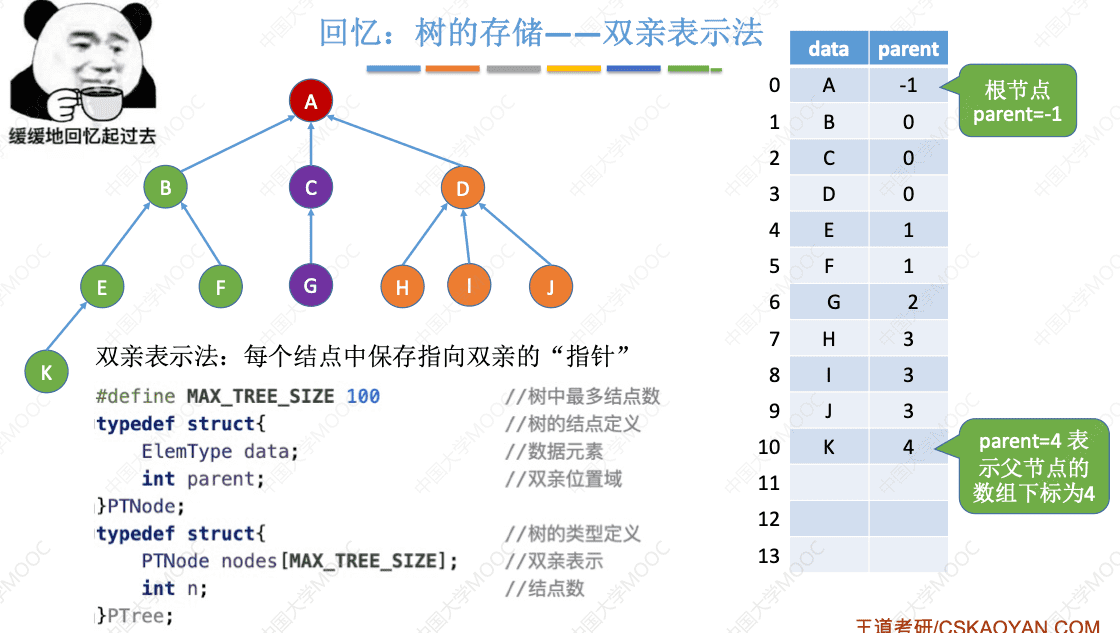 回忆：树的存储——双亲表示法
缓缓地回忆起过去
A
B
C
D
E
F
G
H
I
J
K
双亲表示法：每个结点中保存指向双亲的“指针”
#define MAX_TREE_SIZE 100 //树中最多结点数
typedef struct{ //树的结点定义
ElemType data; //数据元素
int parent; //双亲位置域
}PTNode;
typedef struct{ //树的类型定义
PTNode nodes[MAX_TREE_SIZE]; //双亲表示
int n; //结点数
}PTree;
data parent
0 A -1
1 B 0
2 C 0
3 D 0
4 E 1
5 F 1
6 G 2
7 H 3
8 I 3
9 J 3
10 K 4
11
12
13
根节点
parent=-1
parent=4 表
示父节点的
数组下标为4
王道考研/CSKAOYAN.COM
中国大学MOOC